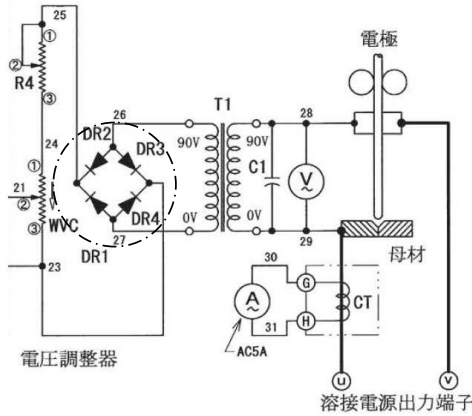 25
①
②
R4
③
24
①
21
②
WVC
③
23
電圧調整器
26
DR2
DR3
DR4
27
DR1
T1
90V
90V
0V
0V
28
C1
V
29
電極
母材
30
G
A
CT
31
H
AC5A
u
v
溶接電源出力端子